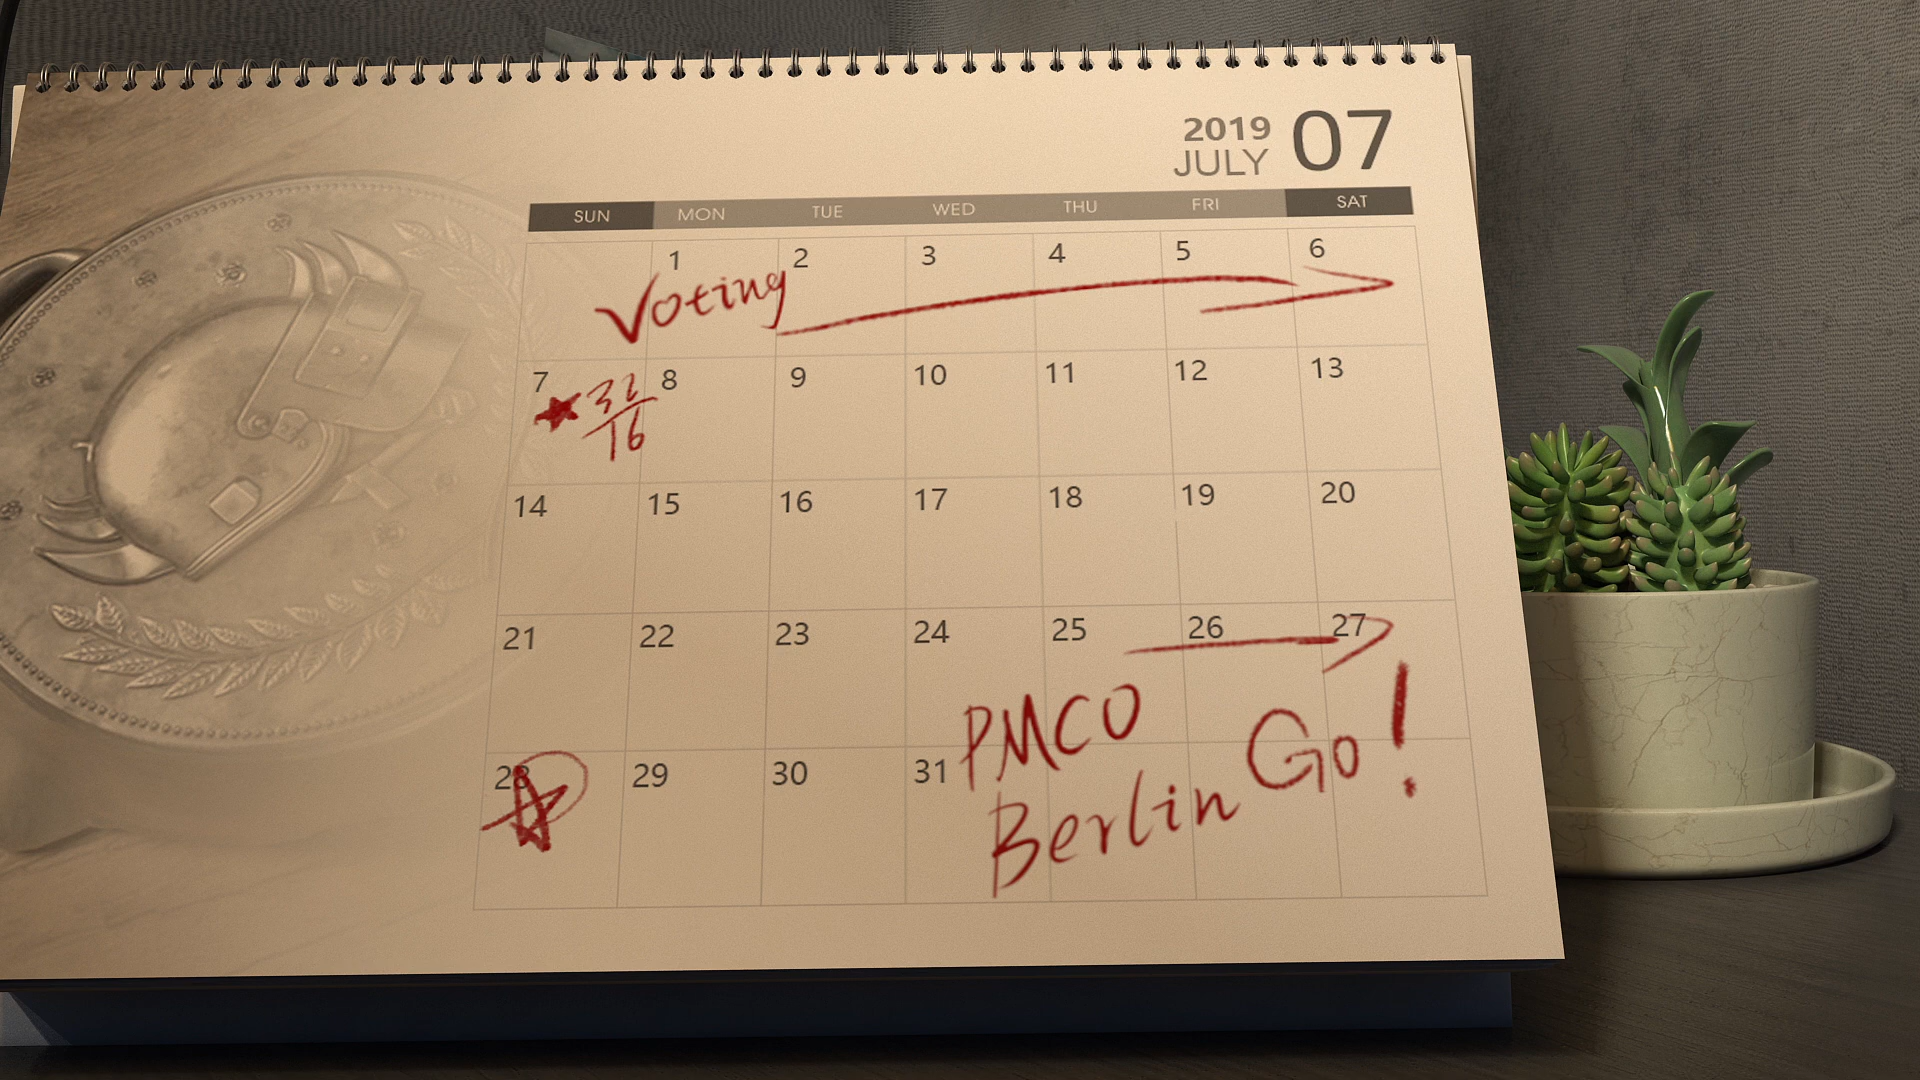 2019 07
JULY
SUN MON TUE WED THU FRI SAT
1 2 3 4 5 6
Voting
7 8 9 10 11 12 13
32
16
14 15 16 17 18 19 20
21 22 23 24 25 26 27
PMCO
Go!
28 29 30 31
Berlin